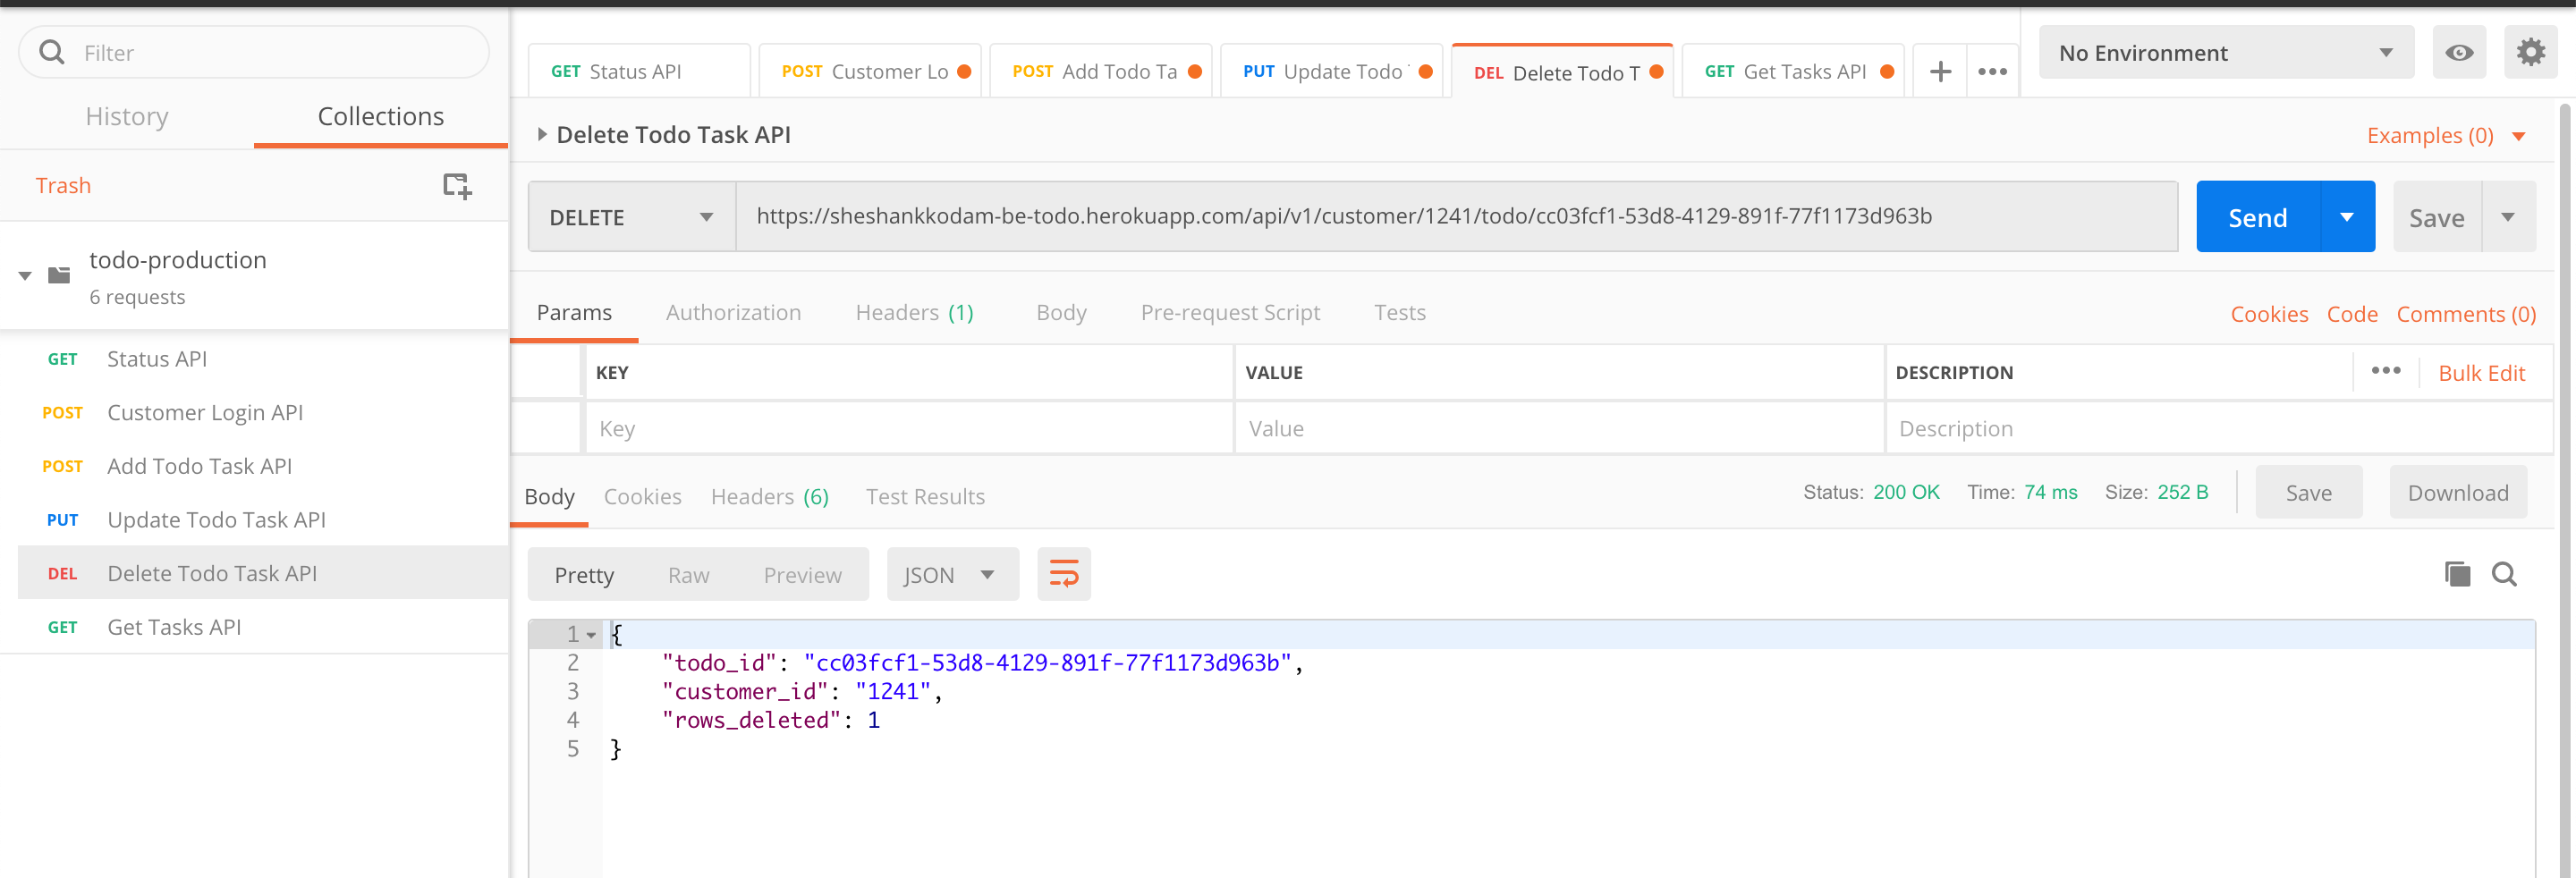 Filter
History Collections
Trash
todo-production
6 requests
GET Status API
POST Customer Login API
POST Add Todo Task API
PUT Update Todo Task API
DEL Delete Todo Task API
GET Get Tasks API
GET Status API POST Customer Lo POST Add Todo Ta PUT Update Todo DEL Delete Todo T GET Get Tasks API
No Environment
Delete Todo Task API Examples (0)
DELETE https://sheshankkodam-be-todo.herokuapp.com/api/v1/customer/1241/todo/cc03fcf1-53d8-4129-891f-77f1173d963b Send Save
Params Authorization Headers (1) Body Pre-request Script Tests Cookies Code Comments (0)
KEY VALUE DESCRIPTION Bulk Edit
Key Value Description
Body Cookies Headers (6) Test Results Status: 200 OK Time: 74 ms Size: 252 B Save Download
Pretty Raw Preview JSON
1 {
2 "todo_id": "cc03fcf1-53d8-4129-891f-77f1173d963b",
3 "customer_id": "1241",
4 "rows_deleted": 1
5 }